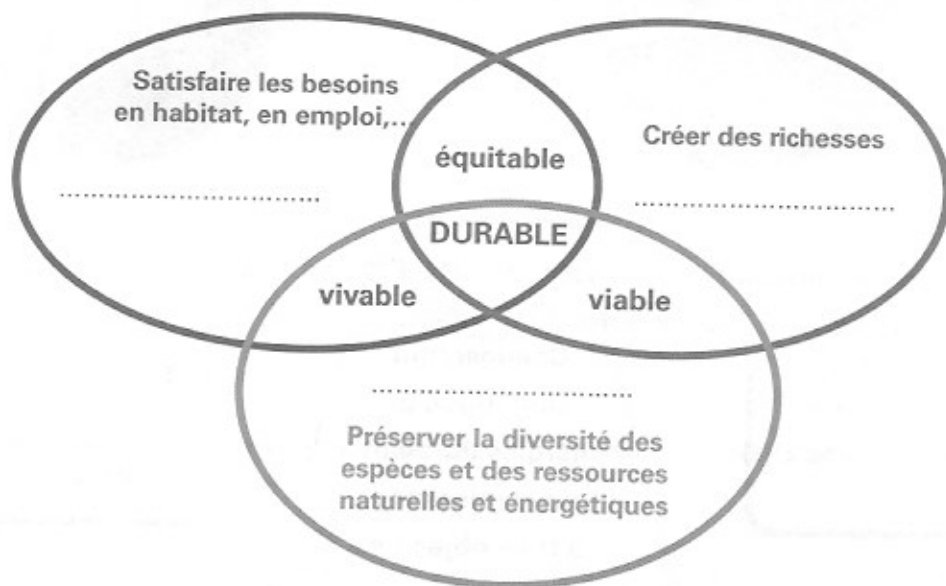 Satisfaire les besoins
en habitat, en emploi,...
équitable
Créer des richesses
DURABLE
vivable
viable
Préserver la diversité des
espèces et des ressources
naturelles et énergétiques